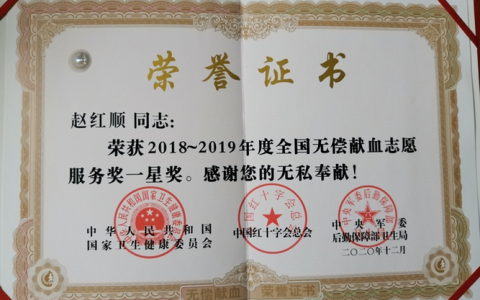 荣誉证书
赵红顺 同志：
荣获2018~2019年度全国无偿献血志愿
服务奖一星奖。感谢您的无私奉献！
中华人民共和国
国家卫生健康委员会
中国红十字会总会
中央军委
后勤保障部卫生局
二〇二〇年十二月